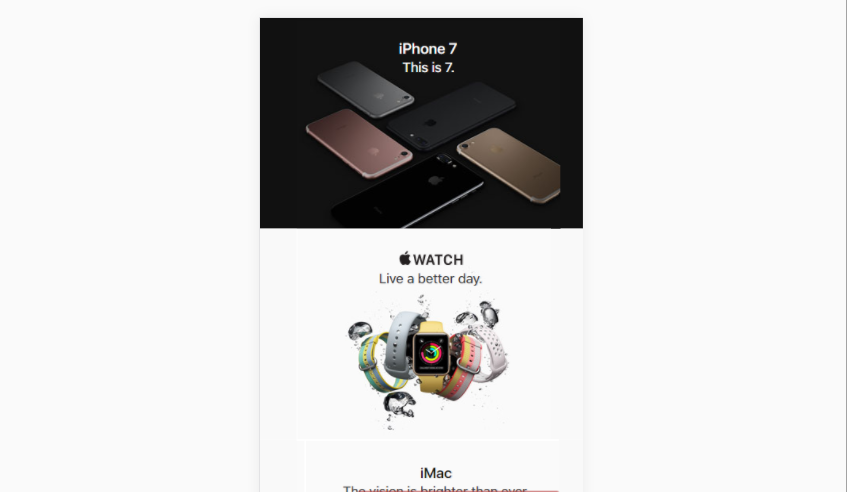 iPhone 7
This is 7.
WATCH
Live a better day.
iMac
The vision is brighter than ever.